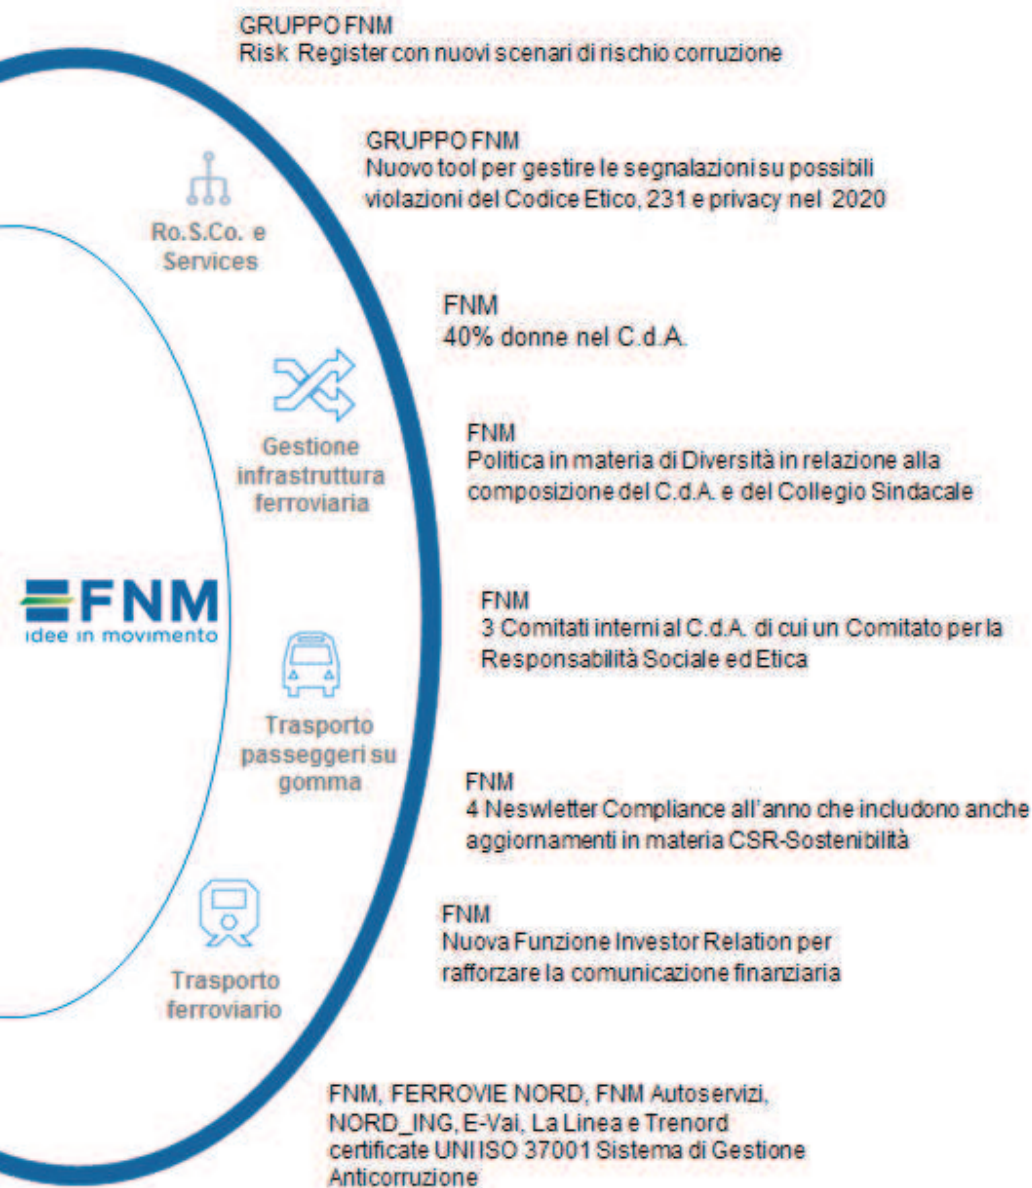 GRUPPO FNM
Risk Register con nuovi scenari di rischio corruzione
GRUPPO FNM
Nuovo tool per gestire le segnalazioni su possibili
violazioni del Codice Etico, 231 e privacy nel 2020
Ro.S.Co. e
Services
FNM
40% donne nel C.d.A.
Gestione
infrastruttura
ferroviaria
FNM
Politica in materia di Diversità in relazione alla
composizione del C.d.A. e del Collegio Sindacale
FNM
idee in movimento
FNM
3 Comitati interni al C.d.A. di cui un Comitato per la
Responsabilità Sociale ed Etica
Trasporto
passeggeri su
gomma
FNM
4 Neswletter Compliance all'anno che includono anche
aggiornamenti in materia CSR-Sostenibilità
FNM
Nuova Funzione Investor Relation per
rafforzare la comunicazione finanziaria
Trasporto
ferroviario
FNM, FERROVIE NORD, FNM Autoservizi,
NORD_ING, E-Vai, La Linea e Trenord
certificate UNI ISO 37001 Sistema di Gestione
Anticorruzione